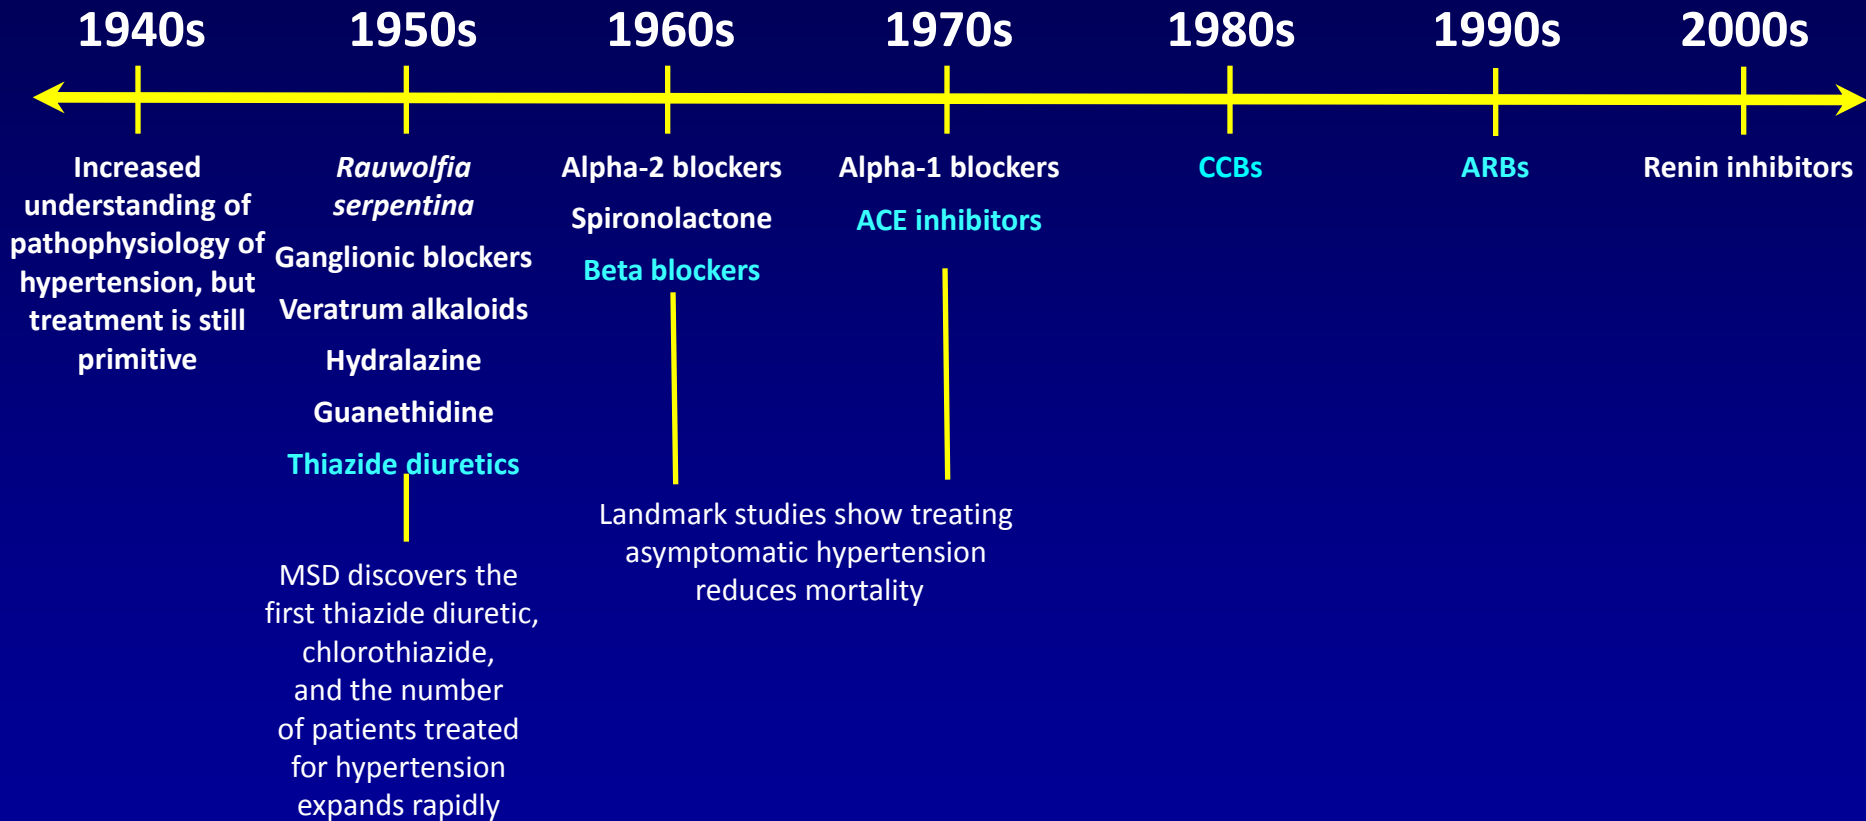 1940s
1950s
1960s
1970s
1980s
1990s
2000s
Increased
understanding of
pathophysiology of
hypertension, but
treatment is still
primitive
Rauwolfia
serpentina
Ganglionic blockers
Veratrum alkaloids
Hydralazine
Guanethidine
Thiazide diuretics
MSD discovers the
first thiazide diuretic,
chlorothiazide,
and the number
of patients treated
for hypertension
expands rapidly
Alpha-2 blockers
Spironolactone
Beta blockers
Alpha-1 blockers
ACE inhibitors
Landmark studies show treating
asymptomatic hypertension
reduces mortality
CCBs
ARBs
Renin inhibitors